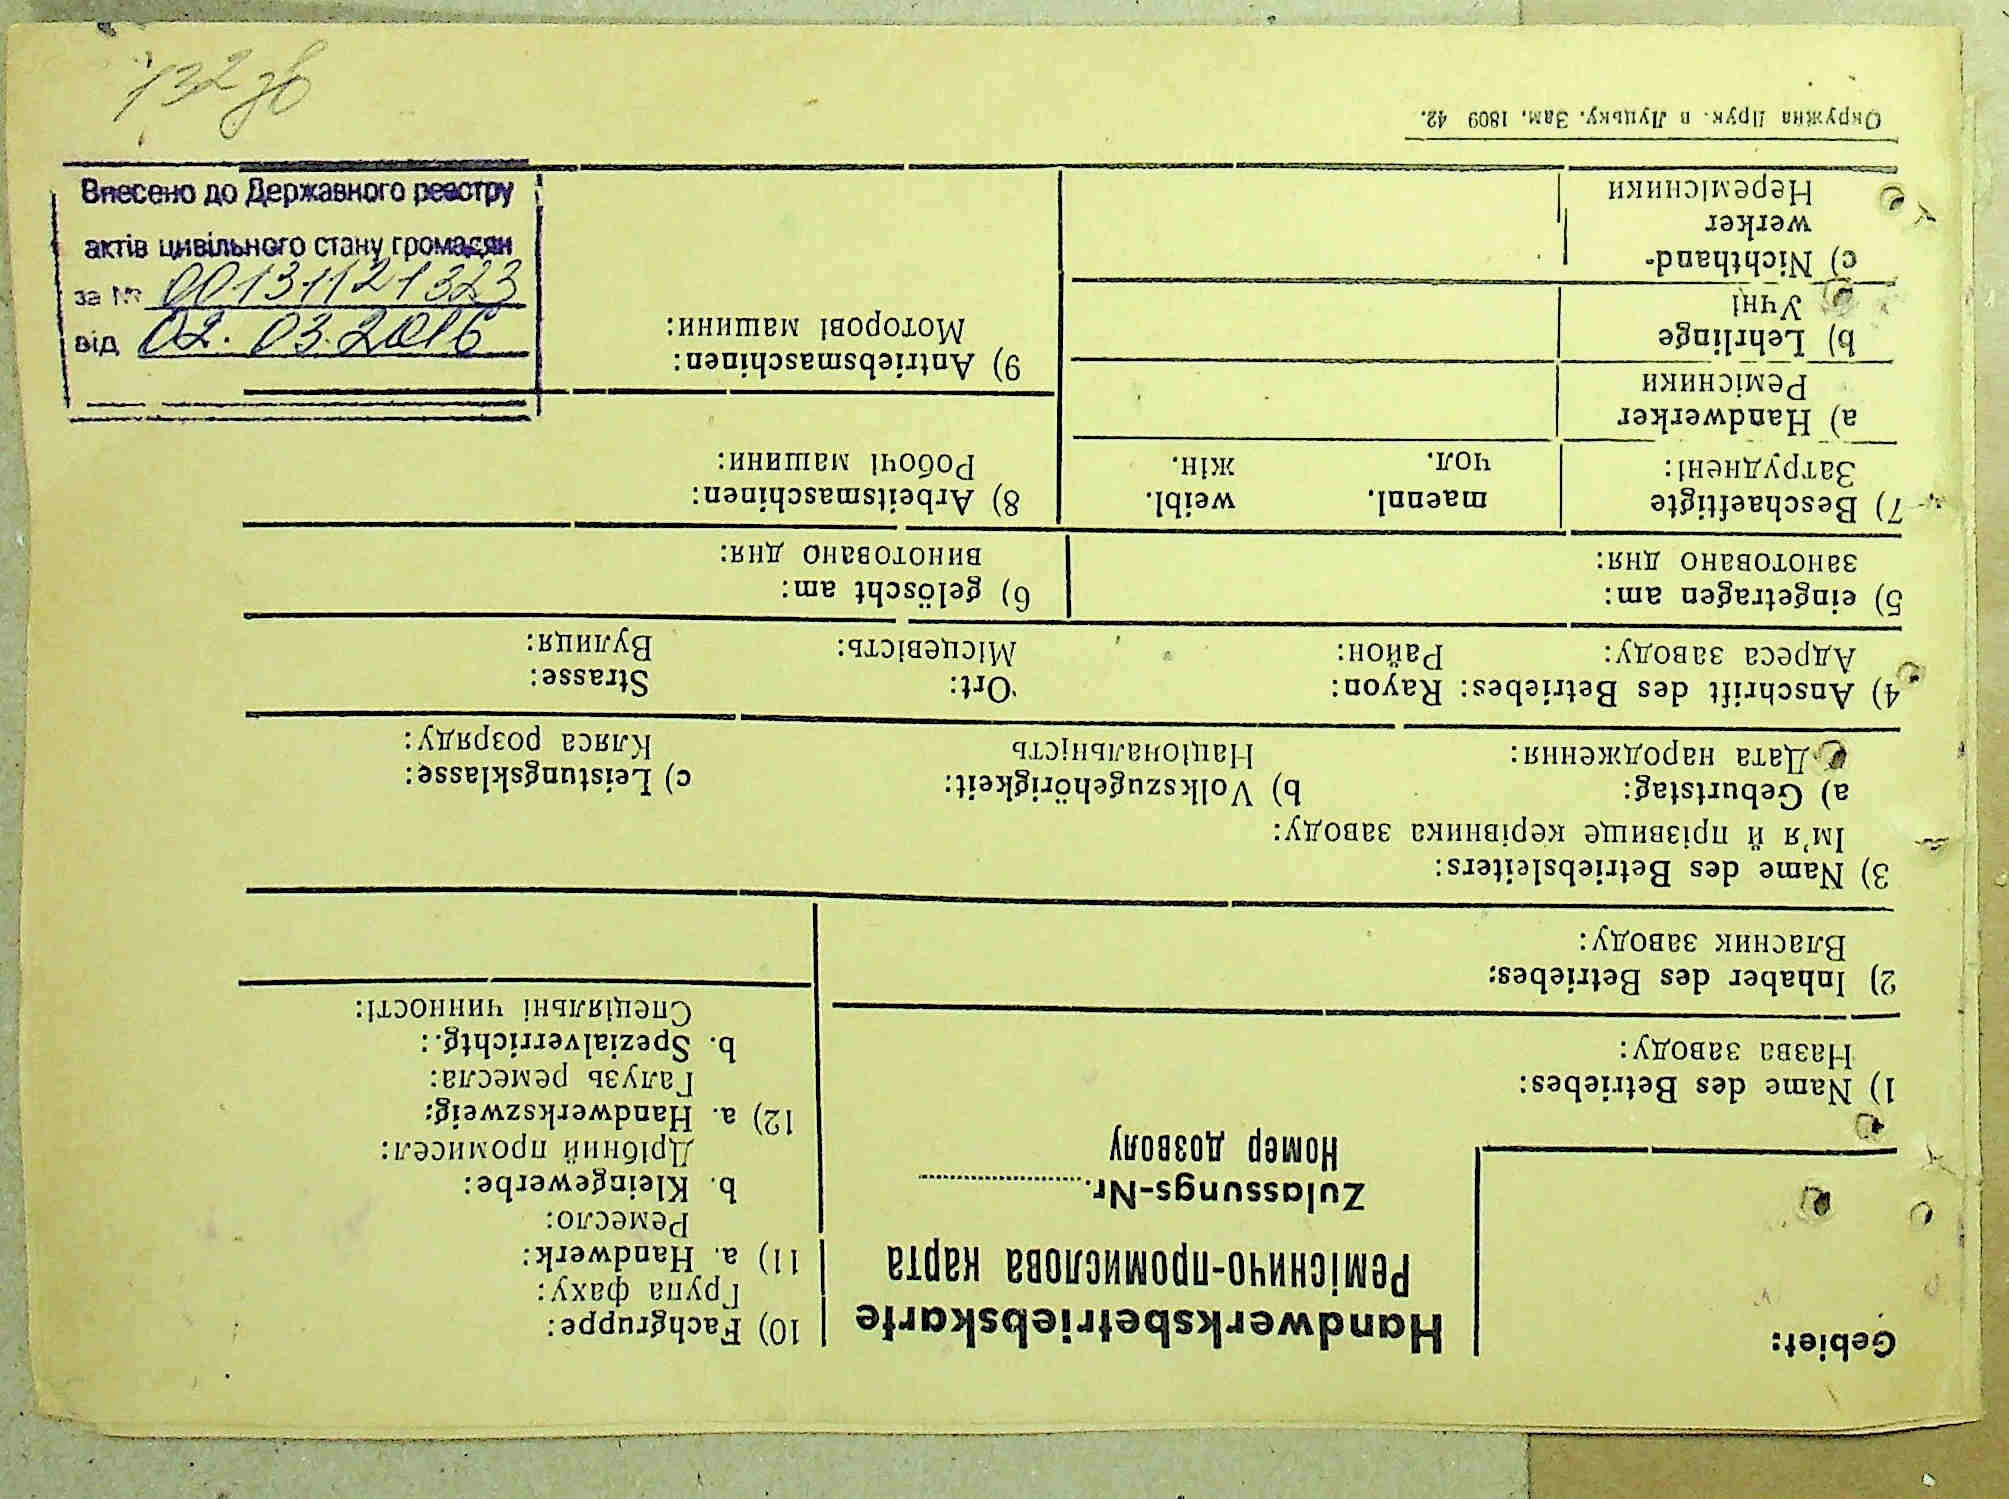 132зв
Внесено до Державного реєстру
актів цивільного стану громадян
за № 00131121323
від 02.03.2016
Gebiet:
Handwerksbetriebskarte
Ремісничо-промислова карта
Zulassungs-Nr.
Номер дозволу
10) Fachgruppe:
Група фаху:
11) a. Handwerk:
Ремесло:
b. Kleingewerbe:
Дрібний промисел:
12) a. Handwerkszweig:
Галузь ремесла:
b. Spezialverrichtg.:
Спеціяльні чинності:
1) Name des Betriebes:
Назва заводу:
2) Inhaber des Betriebes:
Власник заводу:
3) Name des Betriebsleiters:
Ім'я й прізвище керівника заводу:
a) Geburtstag: b) Volkszugehörigkeit: c) Leistungsklasse:
Дата народження: Національність Кляса розряду:
4) Anschrift des Betriebes: Rayon: Ort: Strasse:
Адреса заводу: Район: Місцевість: Вулиця:
5) eingetragen am: 6) gelöscht am:
занотовано дня: винотовано дня:
7) Beschaeftigte maennl. weibl.
Затруднені: чол. жін.
a) Handwerker
Ремісники
b) Lehrlinge
Учні
c) Nichthand-
werker
Неремісники
8) Arbeitsmaschinen:
Робочі машини:
9) Antriebsmaschinen:
Моторові машини:
Окружна Друк. в Луцьку. Зам. 1809 42.